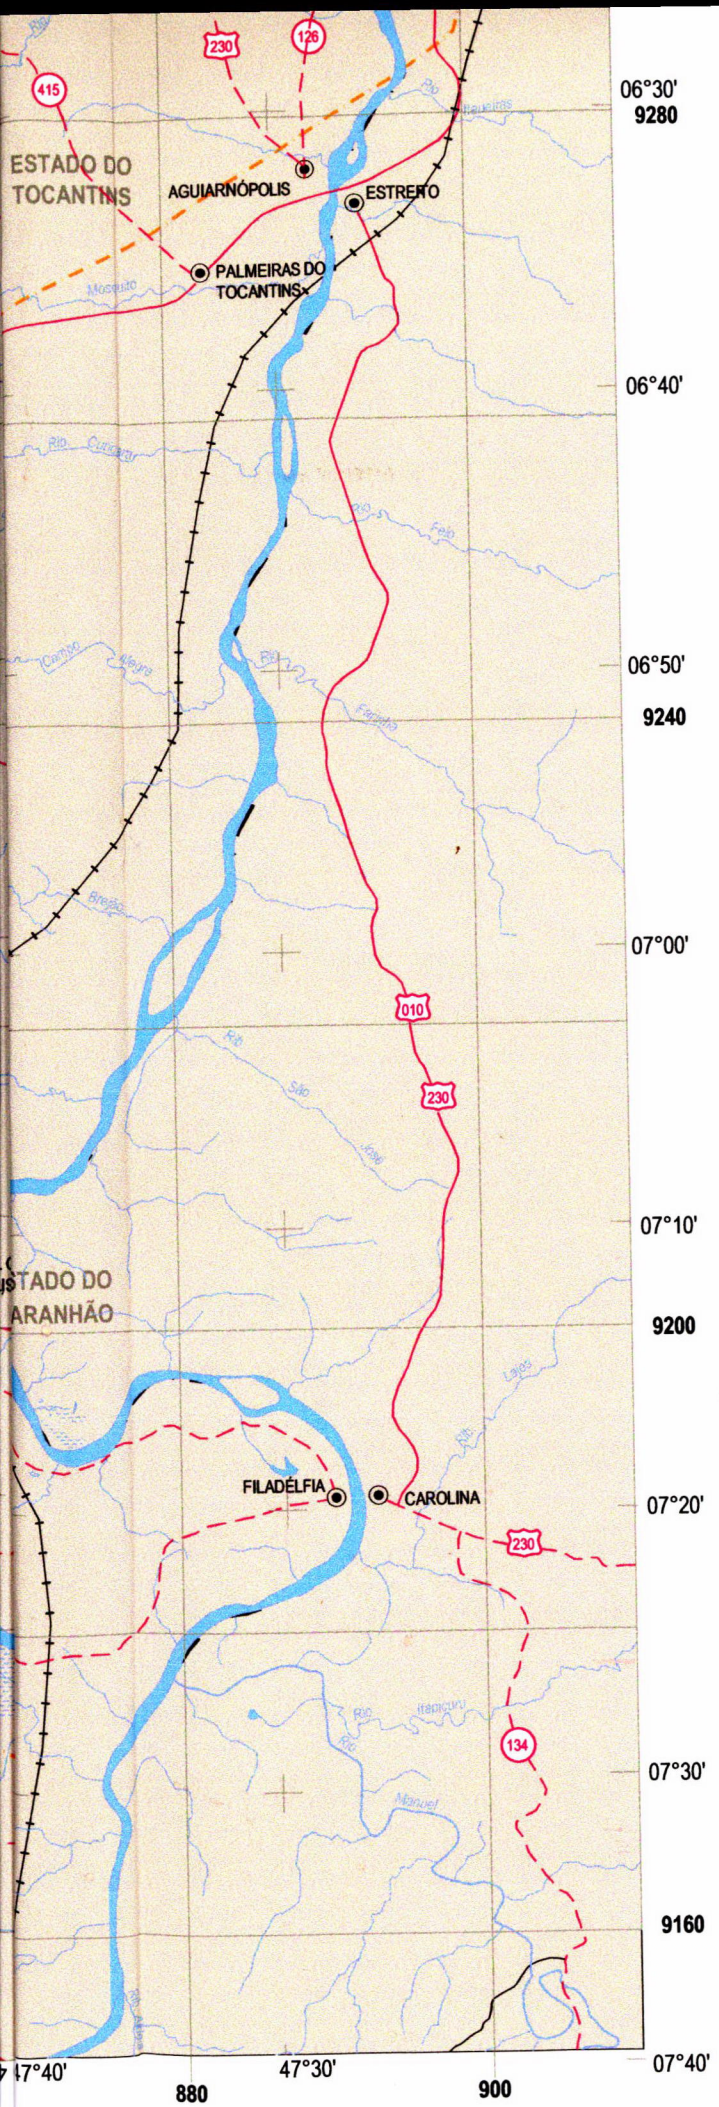 230
126
415
06°30'
9280
Rio
Itaueiras
ESTADO DO
TOCANTINS
AGUIARNÓPOLIS
ESTREITO
PALMEIRAS DO
TOCANTINS
Mosquito
06°40'
Rio
Rio
Feio
Campo
Alegre
Rio
Farinha
06°50'
9240
Brejão
07°00'
010
Rio
São
José
230
07°10'
STADO DO
ARANHÃO
9200
Lajes
Rio
FILADÉLFIA
CAROLINA
07°20'
230
Rio
Itapicuru
Rio
134
07°30'
Manuel
9160
47°40'
47°30'
07°40'
880
900